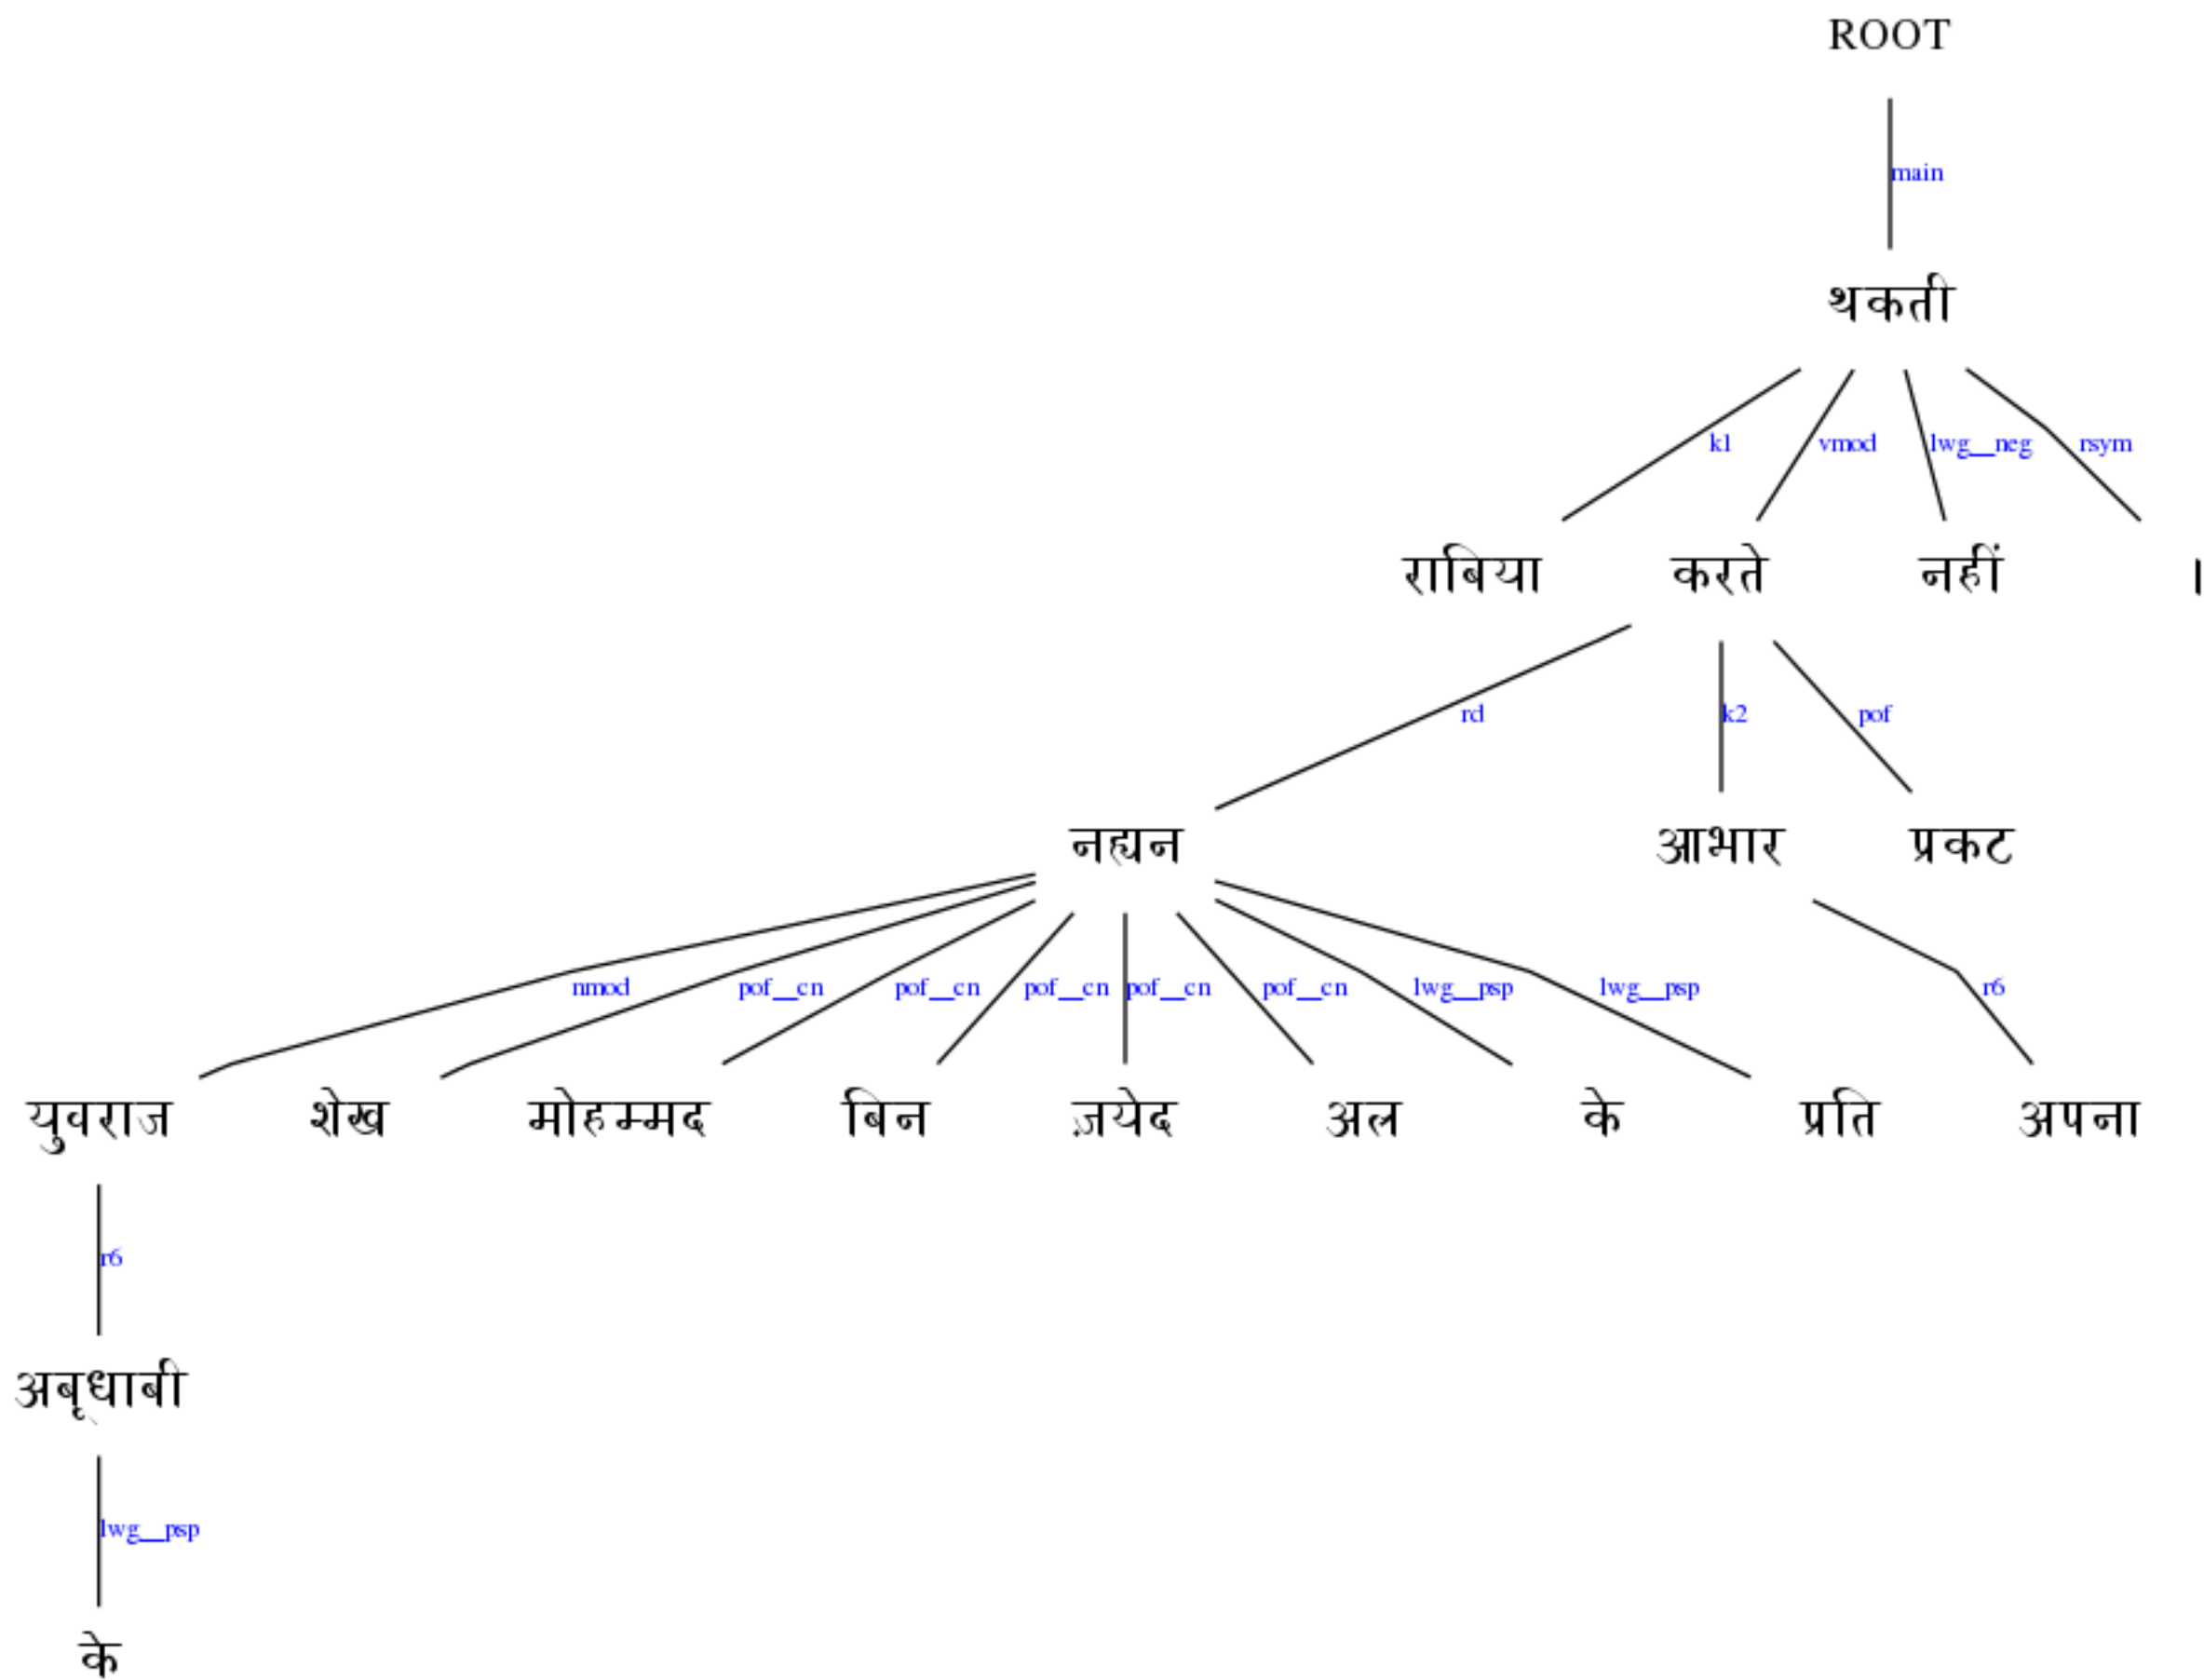 ROOT
main
थकती
k1 vmod lwg__neg rsym
राबिया करते नहीं ।
rd k2 pof
नह्यन आभार प्रकट
nmod pof__cn pof__cn pof__cn pof__cn pof__cn lwg__psp lwg__psp r6
युवराज शेख मोहम्मद बिन ज़येद अल के प्रति अपना
r6
अबूधाबी
lwg__psp
के